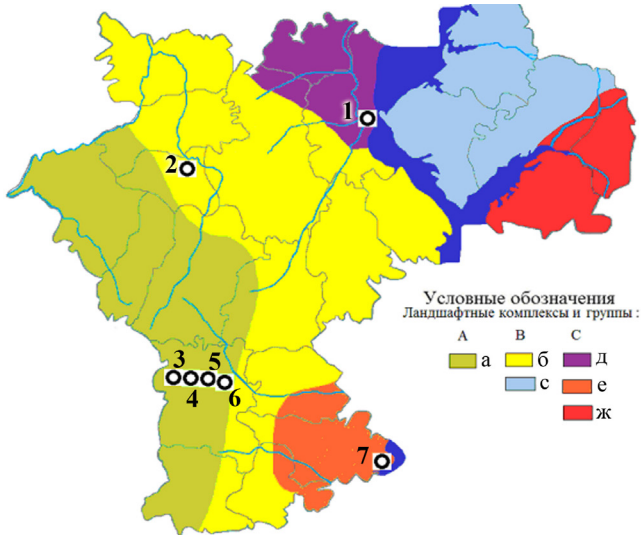 1
2
3 5
4 6
7
Условные обозначения
Ландшафтные комплексы и группы :
А В С
а б д
с е
ж